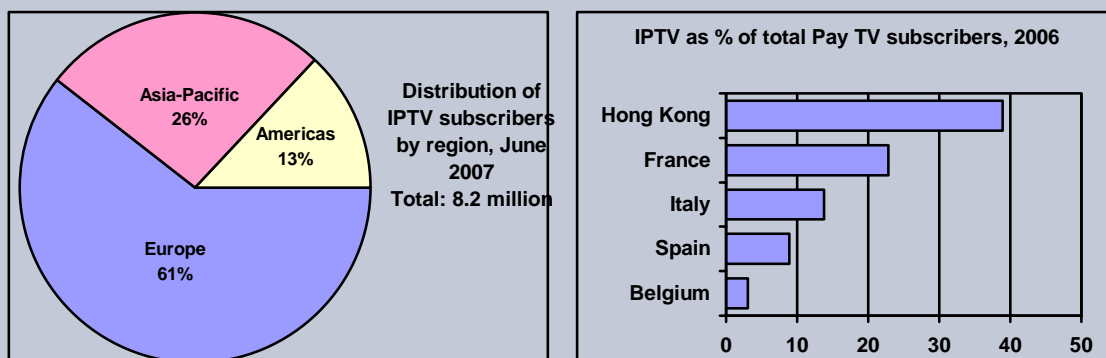 Asia-Pacific
26%
Americas
13%
Europe
61%
Distribution of
IPTV subscribers
by region, June
2007
Total: 8.2 million
IPTV as % of total Pay TV subscribers, 2006
Hong Kong
France
Italy
Spain
Belgium
0 10 20 30 40 50